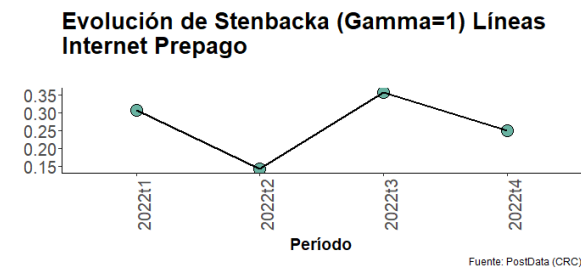 Evolución de Stenbacka (Gamma=1) Líneas
Internet Prepago
0.35
0.30
0.25
0.20
0.15
2022t1
2022t2
2022t3
2022t4
Período
Fuente: PostData (CRC)